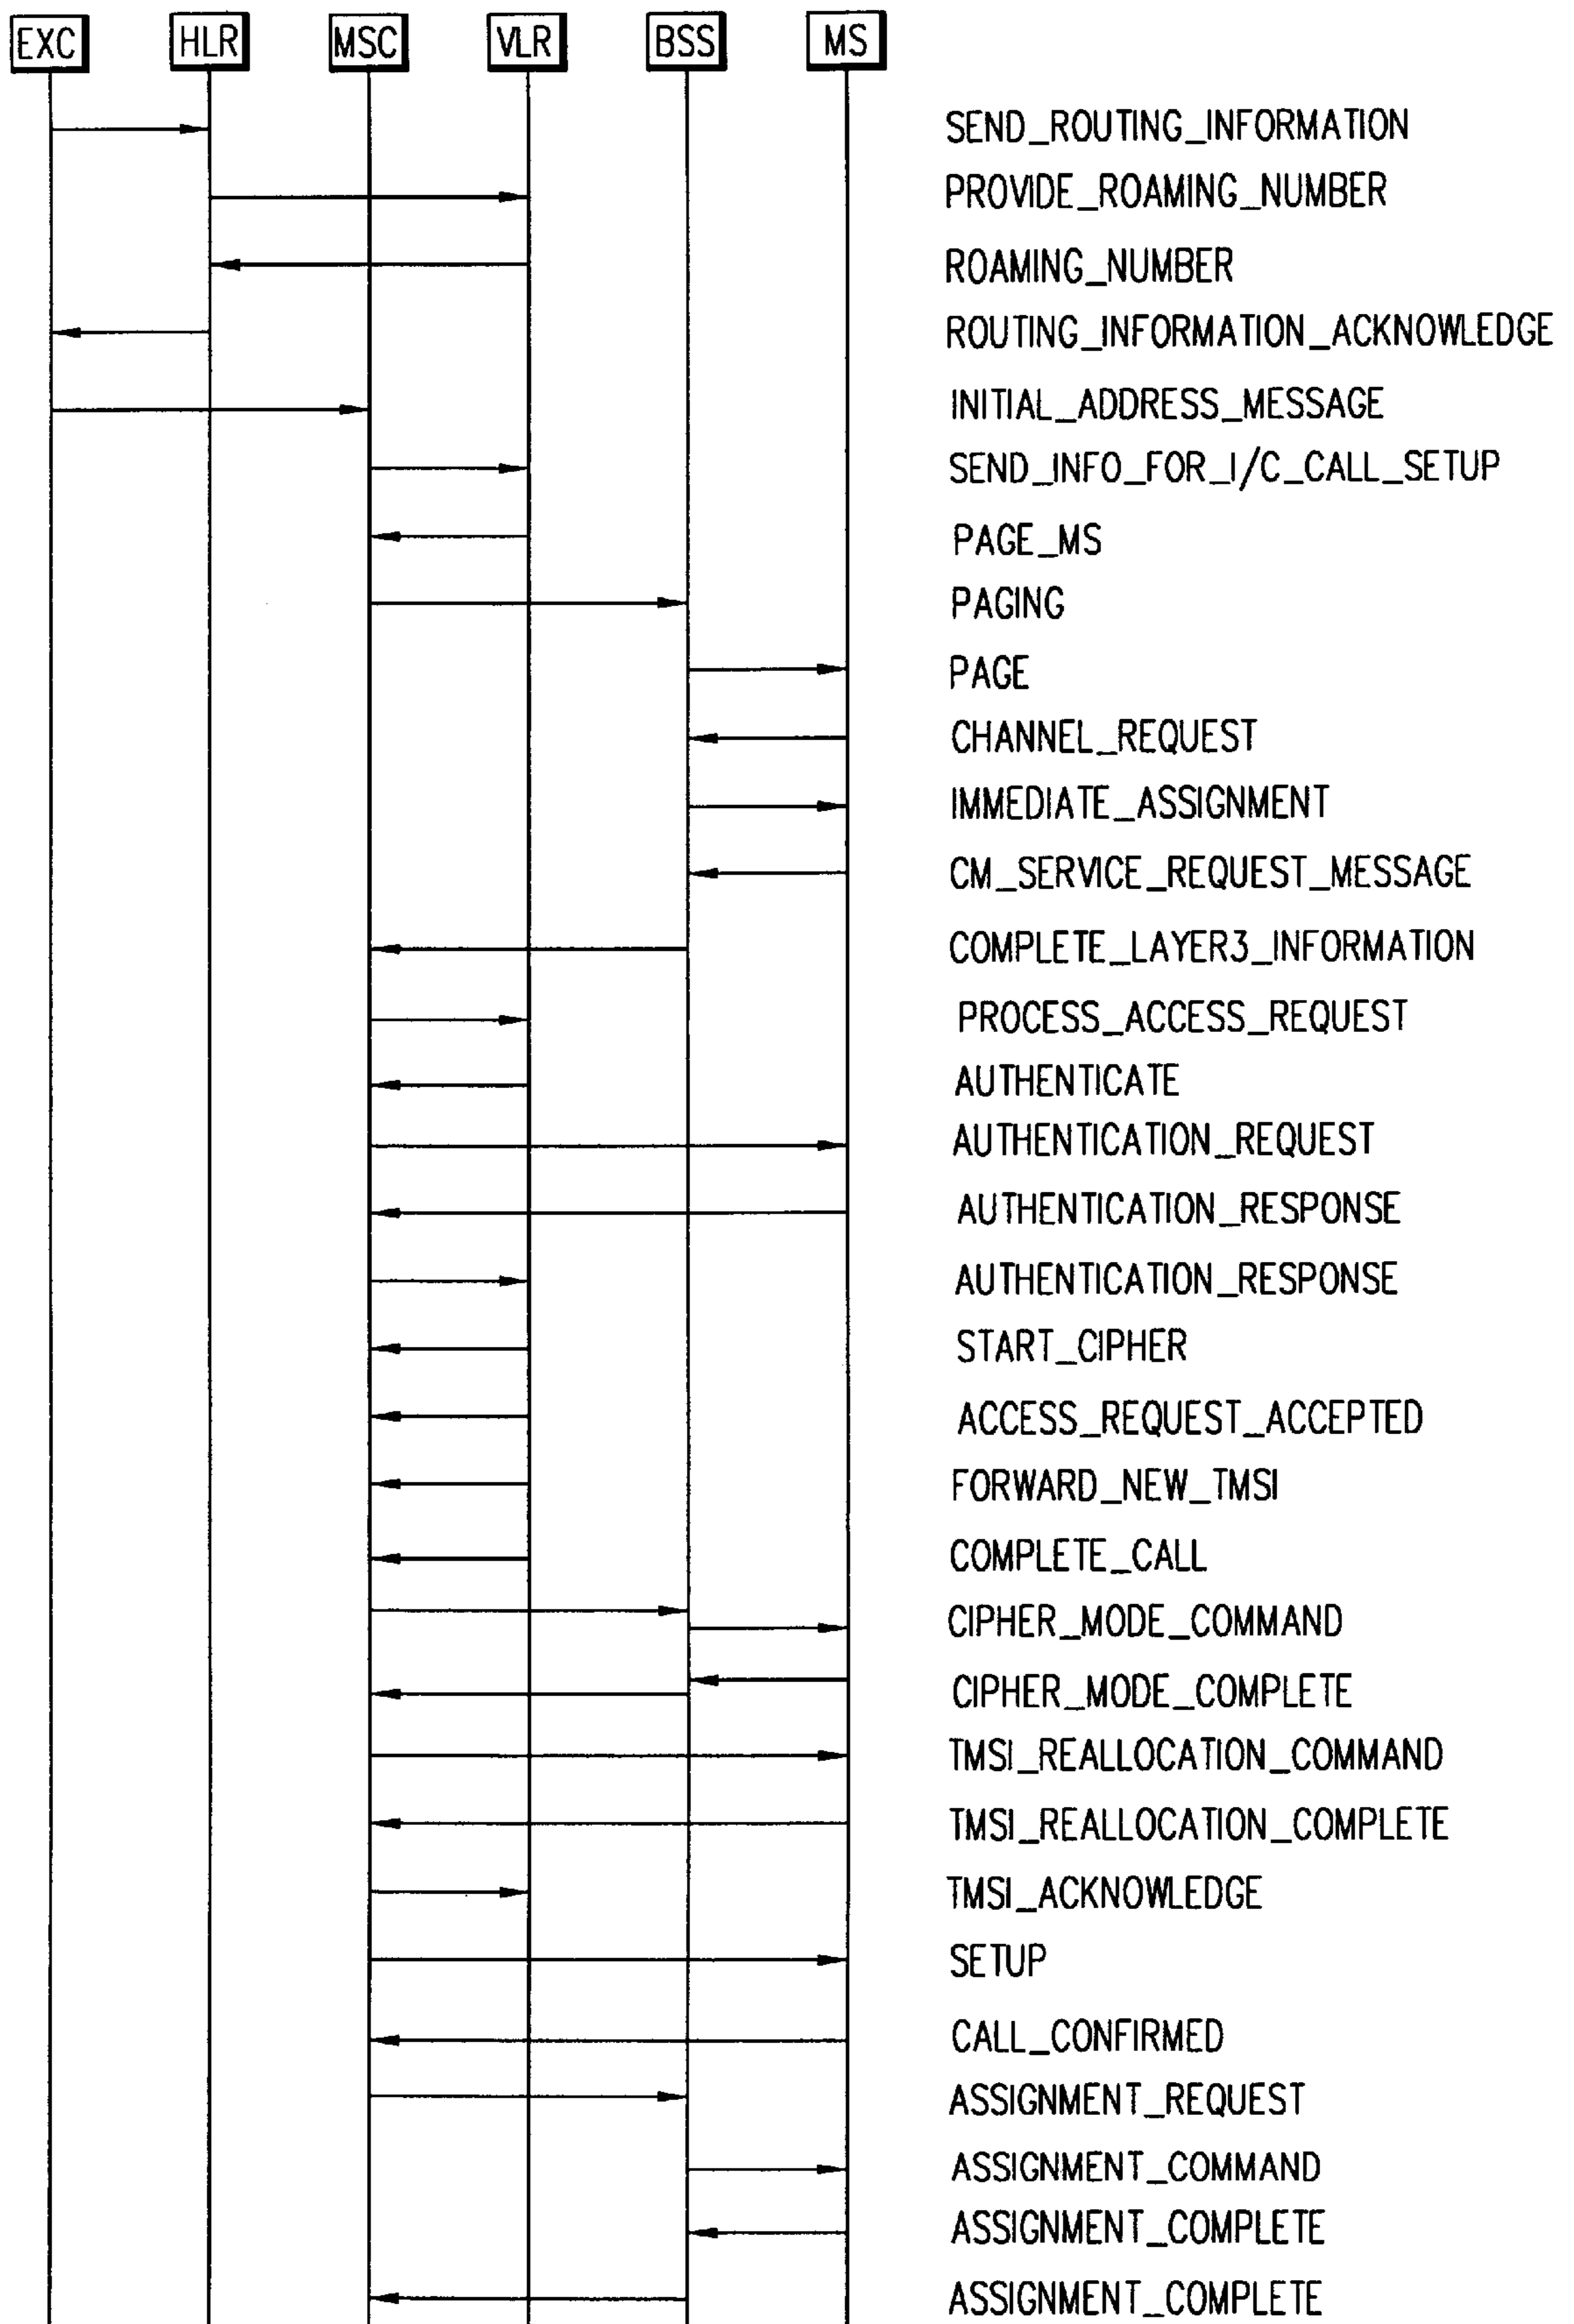 EXC HLR MSC VLR BSS MS
SEND_ROUTING_INFORMATION
PROVIDE_ROAMING_NUMBER
ROAMING_NUMBER
ROUTING_INFORMATION_ACKNOWLEDGE
INITIAL_ADDRESS_MESSAGE
SEND_INFO_FOR_I/C_CALL_SETUP
PAGE_MS
PAGING
PAGE
CHANNEL_REQUEST
IMMEDIATE_ASSIGNMENT
CM_SERVICE_REQUEST_MESSAGE
COMPLETE_LAYER3_INFORMATION
PROCESS_ACCESS_REQUEST
AUTHENTICATE
AUTHENTICATION_REQUEST
AUTHENTICATION_RESPONSE
AUTHENTICATION_RESPONSE
START_CIPHER
ACCESS_REQUEST_ACCEPTED
FORWARD_NEW_TMSI
COMPLETE_CALL
CIPHER_MODE_COMMAND
CIPHER_MODE_COMPLETE
TMSI_REALLOCATION_COMMAND
TMSI_REALLOCATION_COMPLETE
TMSI_ACKNOWLEDGE
SETUP
CALL_CONFIRMED
ASSIGNMENT_REQUEST
ASSIGNMENT_COMMAND
ASSIGNMENT_COMPLETE
ASSIGNMENT_COMPLETE